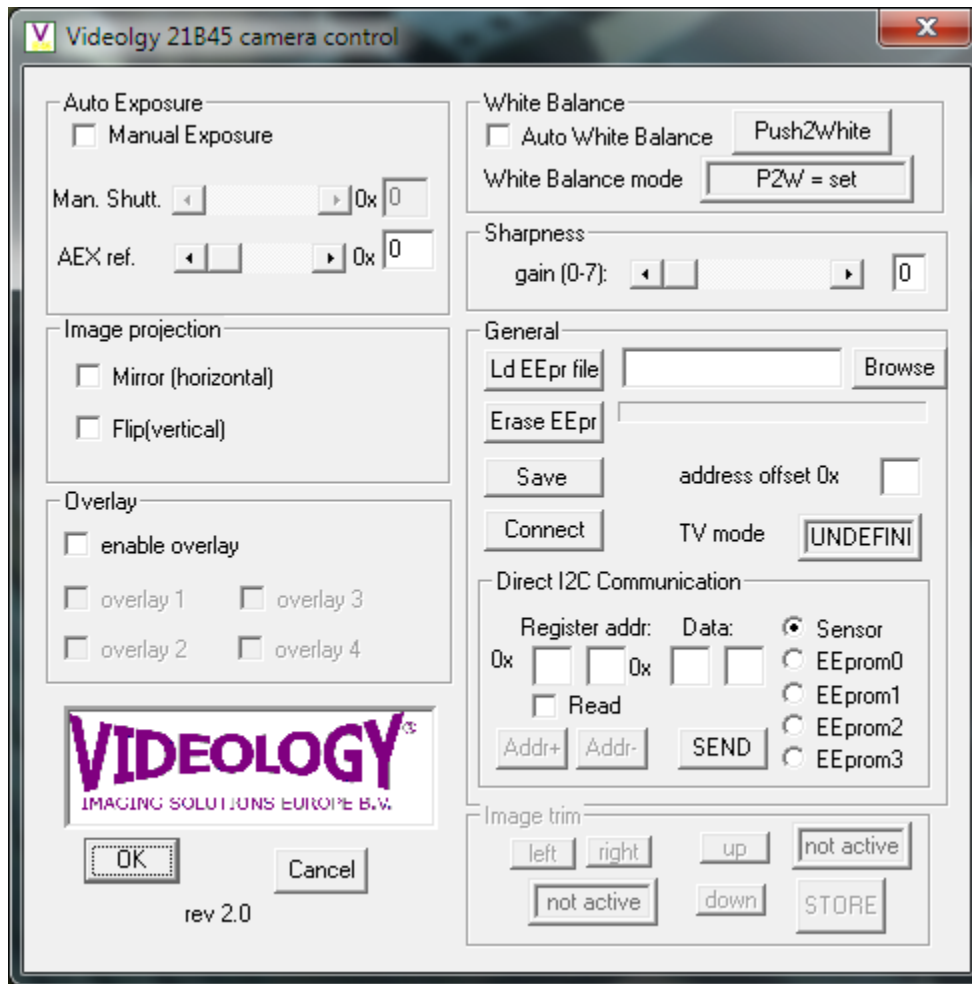 Videolgy 21B45 camera control
Auto Exposure
Manual Exposure
Man. Shutt. 0x 0
AEX ref. 0x 0
Image projection
Mirror (horizontal)
Flip(vertical)
Overlay
enable overlay
overlay 1 overlay 3
overlay 2 overlay 4
VIDEOLOGY®
IMAGING SOLUTIONS EUROPE B.V.
OK
Cancel
rev 2.0
White Balance
Auto White Balance Push2White
White Balance mode P2W = set
Sharpness
gain (0-7): 0
General
Ld EEpr file Browse
Erase EEpr
Save address offset 0x
Connect TV mode UNDEFINI
Direct I2C Communication
Register addr: Data: Sensor
0x 0x EEprom0
Read EEprom1
EEprom2
Addr+ Addr- SEND EEprom3
Image trim
left right up not active
not active down STORE